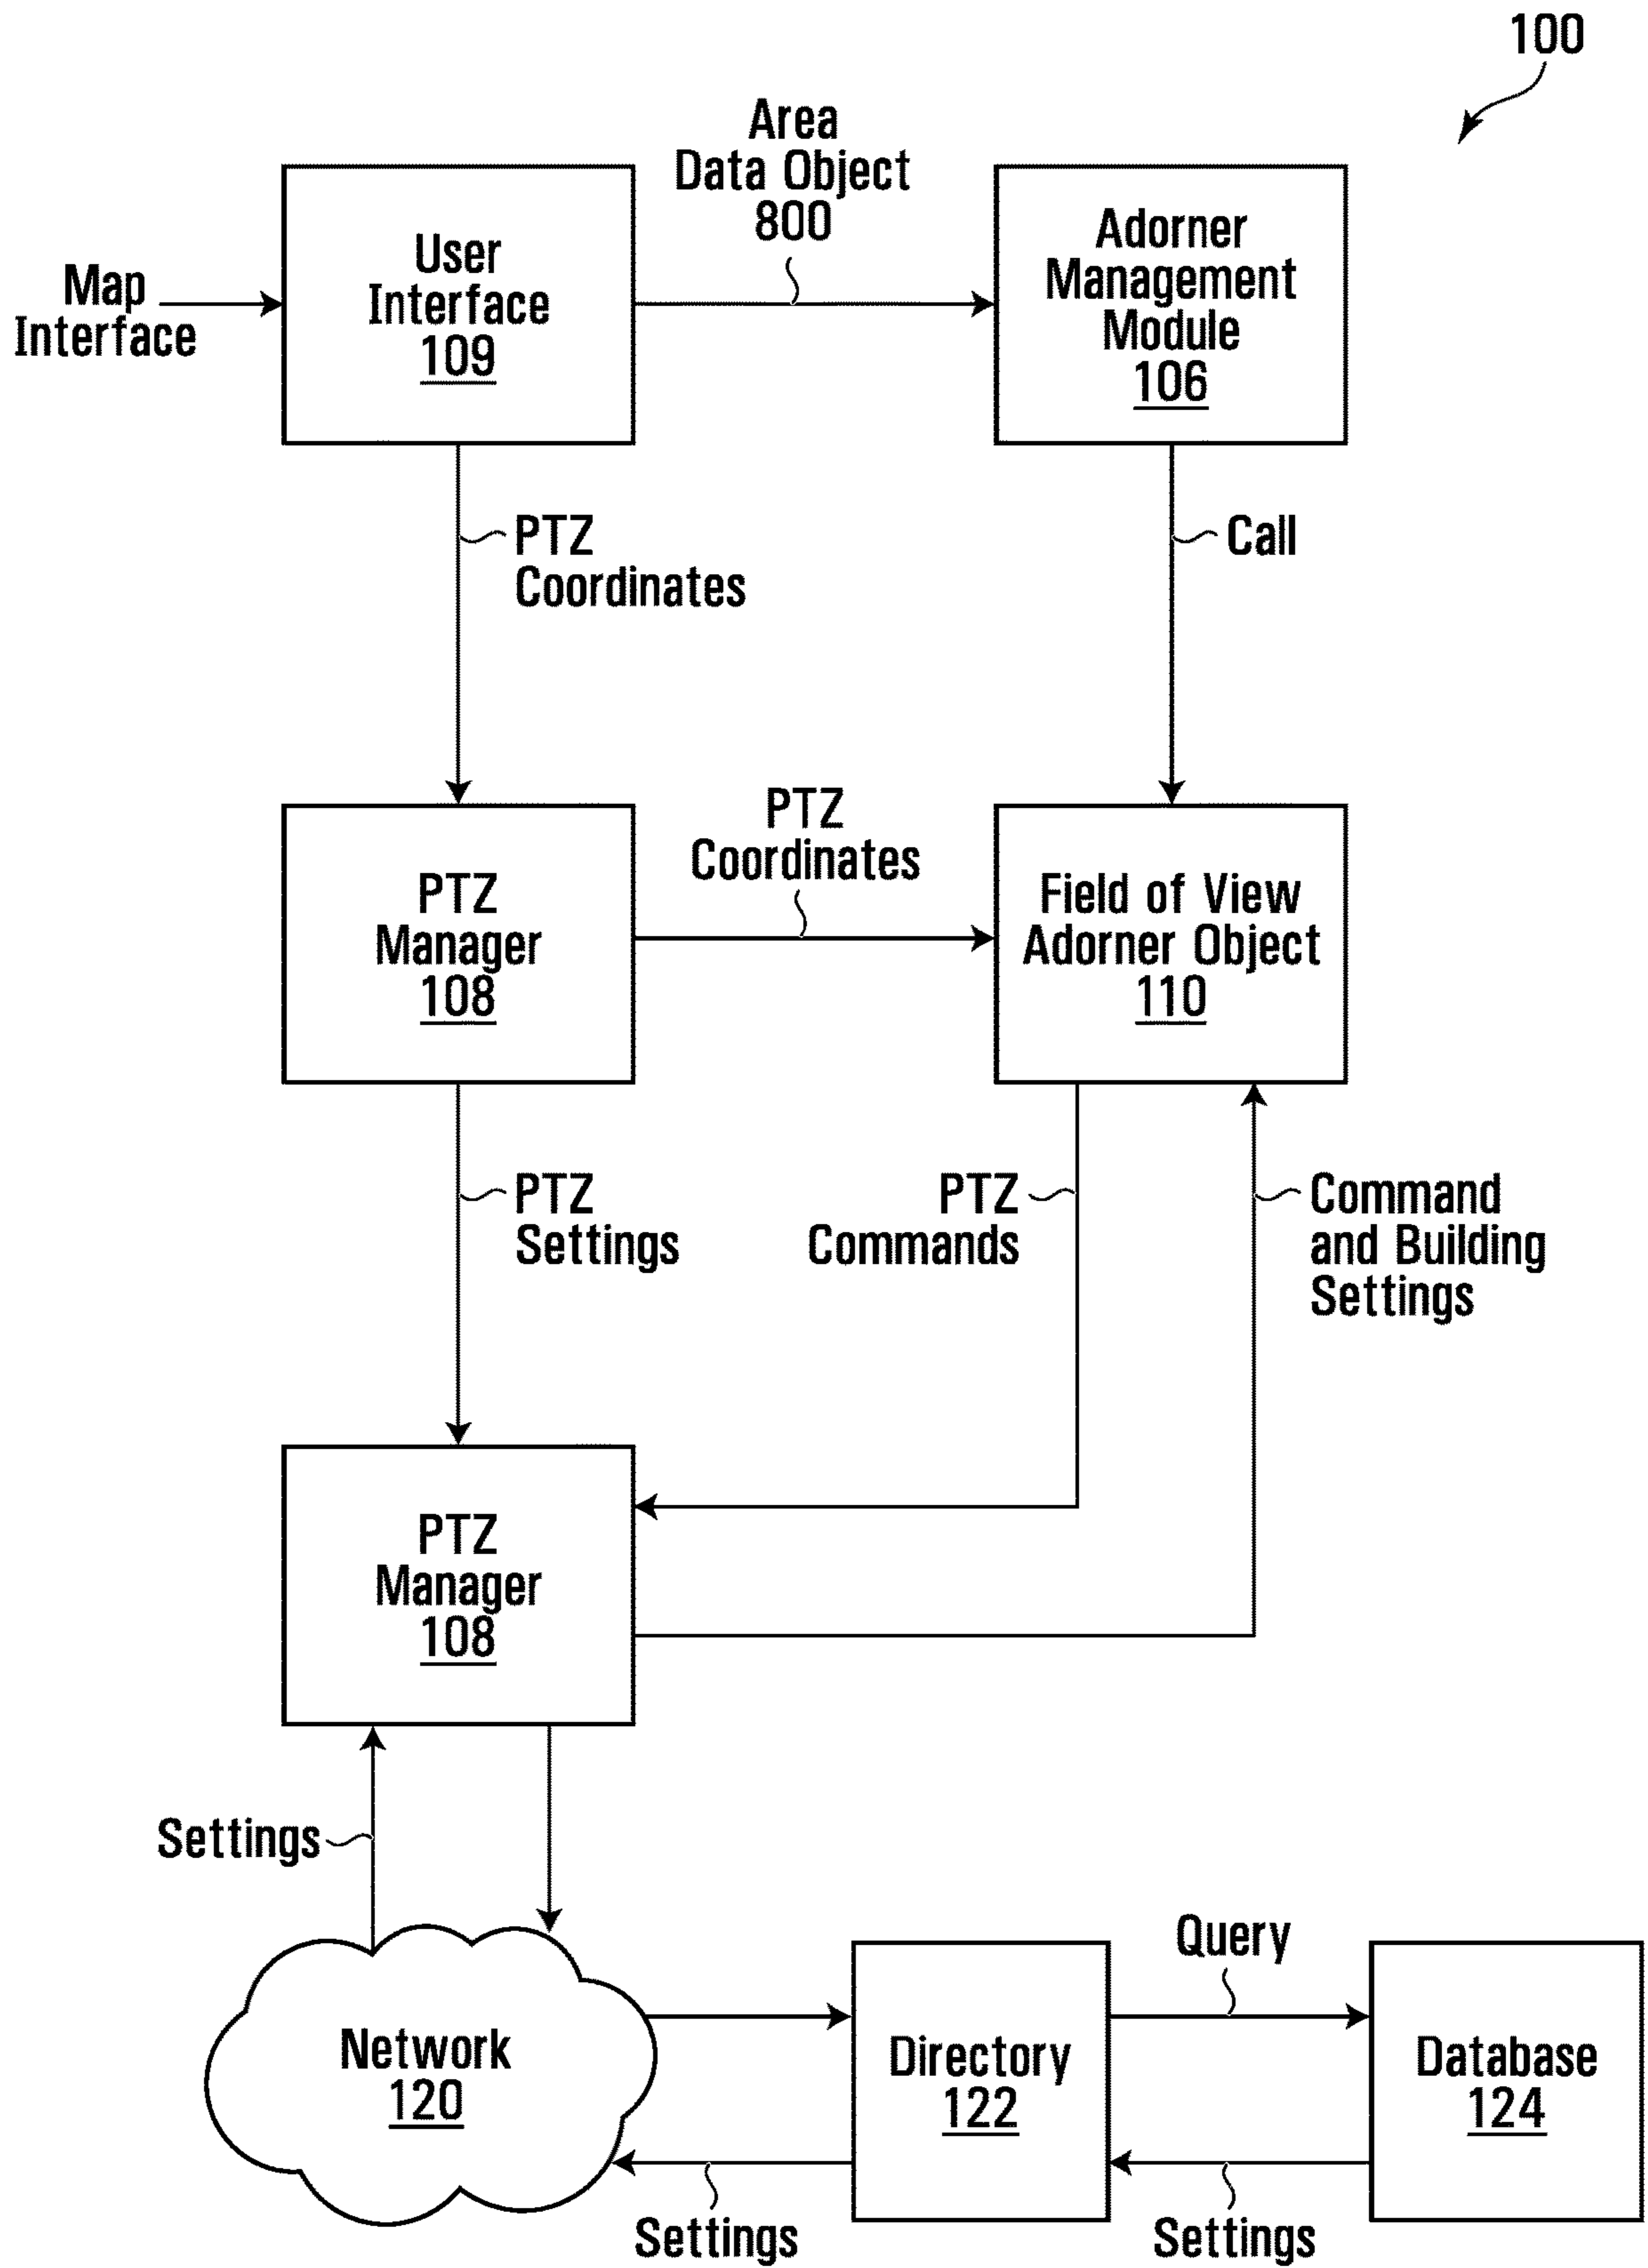 100
Area
Data Object
800
Map
Interface
User
Interface
109
Adorner
Management
Module
106
PTZ
Coordinates
Call
PTZ
Manager
108
PTZ
Coordinates
Field of View
Adorner Object
110
PTZ
Settings
PTZ
Commands
Command
and Building
Settings
PTZ
Manager
108
Settings
Network
120
Directory
122
Query
Database
124
Settings
Settings